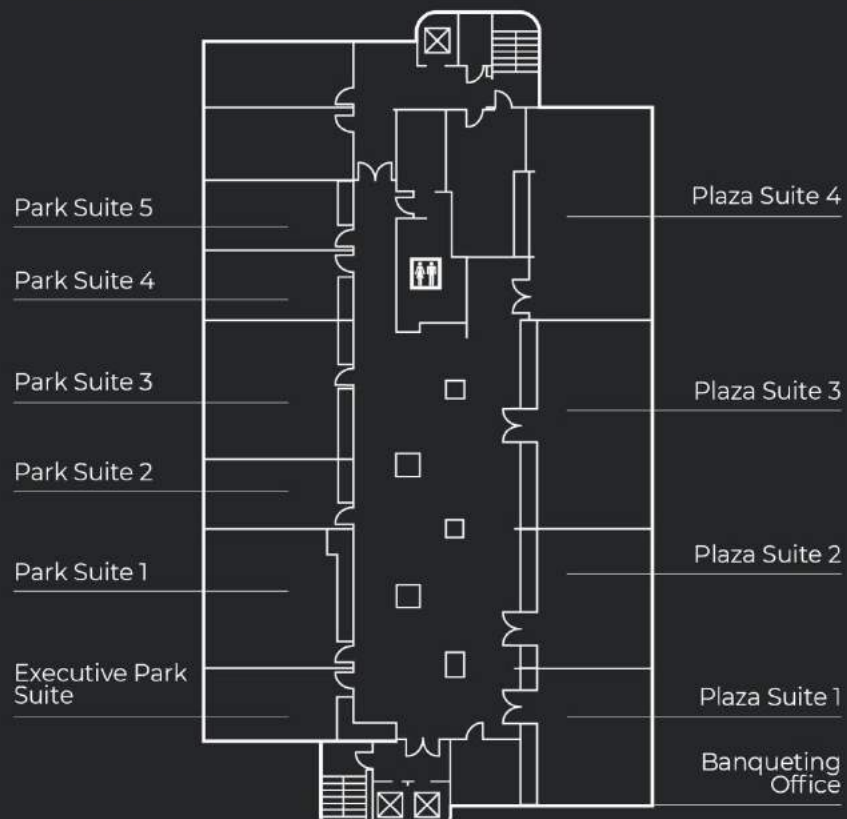 Park Suite 5
Park Suite 4
Park Suite 3
Park Suite 2
Park Suite 1
Executive Park
Suite
Plaza Suite 4
Plaza Suite 3
Plaza Suite 2
Plaza Suite 1
Banqueting
Office